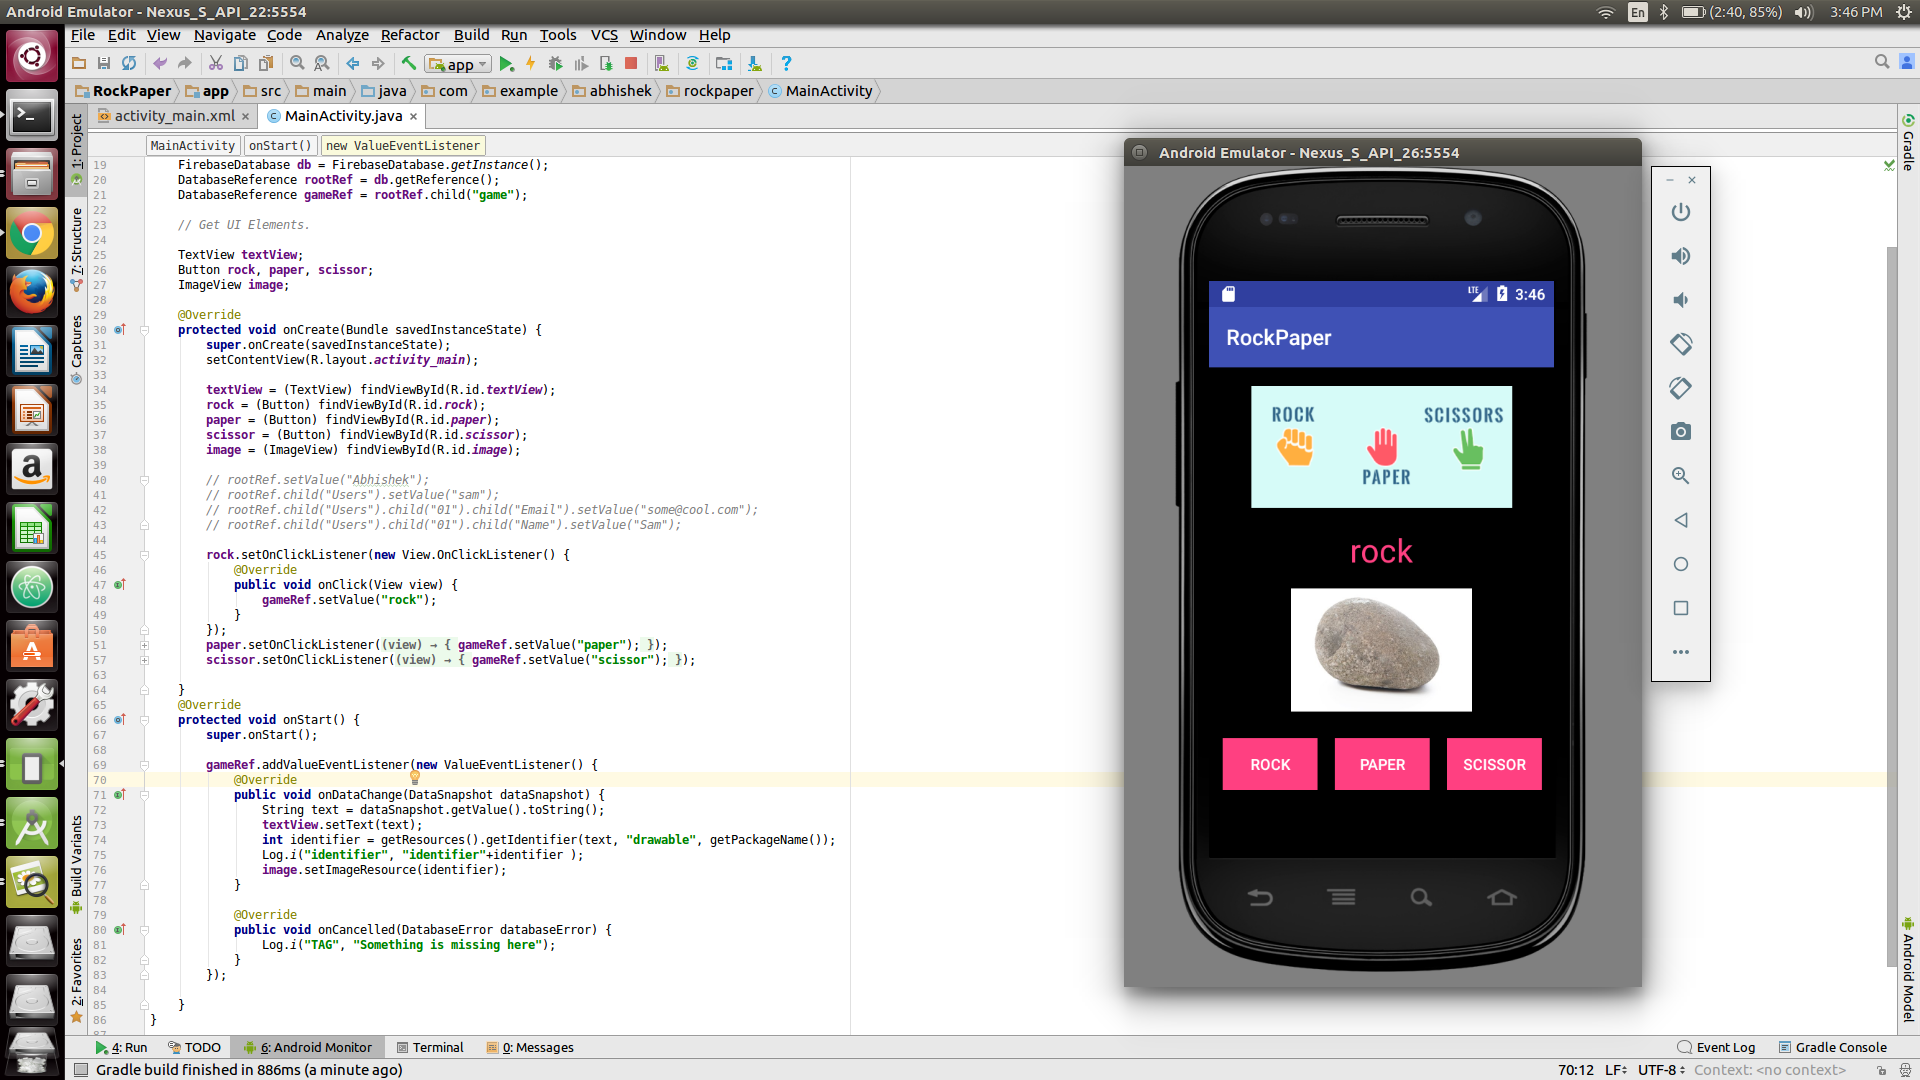 Android Emulator - Nexus_S_API_22:5554
En
(2:40, 85%)
3:46 PM
File Edit View Navigate Code Analyze Refactor Build Run Tools VCS Window Help
app
RockPaper app src main java com example abhishek rockpaper MainActivity
activity_main.xml
MainActivity.java
MainActivity onStart() new ValueEventListener
19 FirebaseDatabase db = FirebaseDatabase.getInstance();
20 DatabaseReference rootRef = db.getReference();
21 DatabaseReference gameRef = rootRef.child("game");
22
23 // Get UI Elements.
24
25 TextView textView;
26 Button rock, paper, scissor;
27 ImageView image;
28
29 @Override
30 protected void onCreate(Bundle savedInstanceState) {
31 super.onCreate(savedInstanceState);
32 setContentView(R.layout.activity_main);
33
34 textView = (TextView) findViewById(R.id.textView);
35 rock = (Button) findViewById(R.id.rock);
36 paper = (Button) findViewById(R.id.paper);
37 scissor = (Button) findViewById(R.id.scissor);
38 image = (ImageView) findViewById(R.id.image);
39
40 // rootRef.setValue("Abhishek");
41 // rootRef.child("Users").setValue("sam");
42 // rootRef.child("Users").child("01").child("Email").setValue("some@cool.com");
43 // rootRef.child("Users").child("01").child("Name").setValue("Sam");
44
45 rock.setOnClickListener(new View.OnClickListener() {
46 @Override
47 public void onClick(View view) {
48 gameRef.setValue("rock");
49 }
50 });
51 paper.setOnClickListener((view) → { gameRef.setValue("paper"); });
57 scissor.setOnClickListener((view) → { gameRef.setValue("scissor"); });
63
64 }
65 @Override
66 protected void onStart() {
67 super.onStart();
68
69 gameRef.addValueEventListener(new ValueEventListener() {
70 @Override
71 public void onDataChange(DataSnapshot dataSnapshot) {
72 String text = dataSnapshot.getValue().toString();
73 textView.setText(text);
74 int identifier = getResources().getIdentifier(text, "drawable", getPackageName());
75 Log.i("identifier", "identifier"+identifier );
76 image.setImageResource(identifier);
77 }
78
79 @Override
80 public void onCancelled(DatabaseError databaseError) {
81 Log.i("TAG", "Something is missing here");
82 }
83 });
84
85 }
86 }
1: Project
7: Structure
Captures
Build Variants
2: Favorites
Android Emulator - Nexus_S_API_26:5554
LTE
3:46
RockPaper
ROCK
SCISSORS
PAPER
rock
ROCK PAPER SCISSOR
Gradle
Android Model
4: Run TODO 6: Android Monitor Terminal 0: Messages
Event Log Gradle Console
Gradle build finished in 886ms (a minute ago)
70:12 LF UTF-8 Context: <no context>